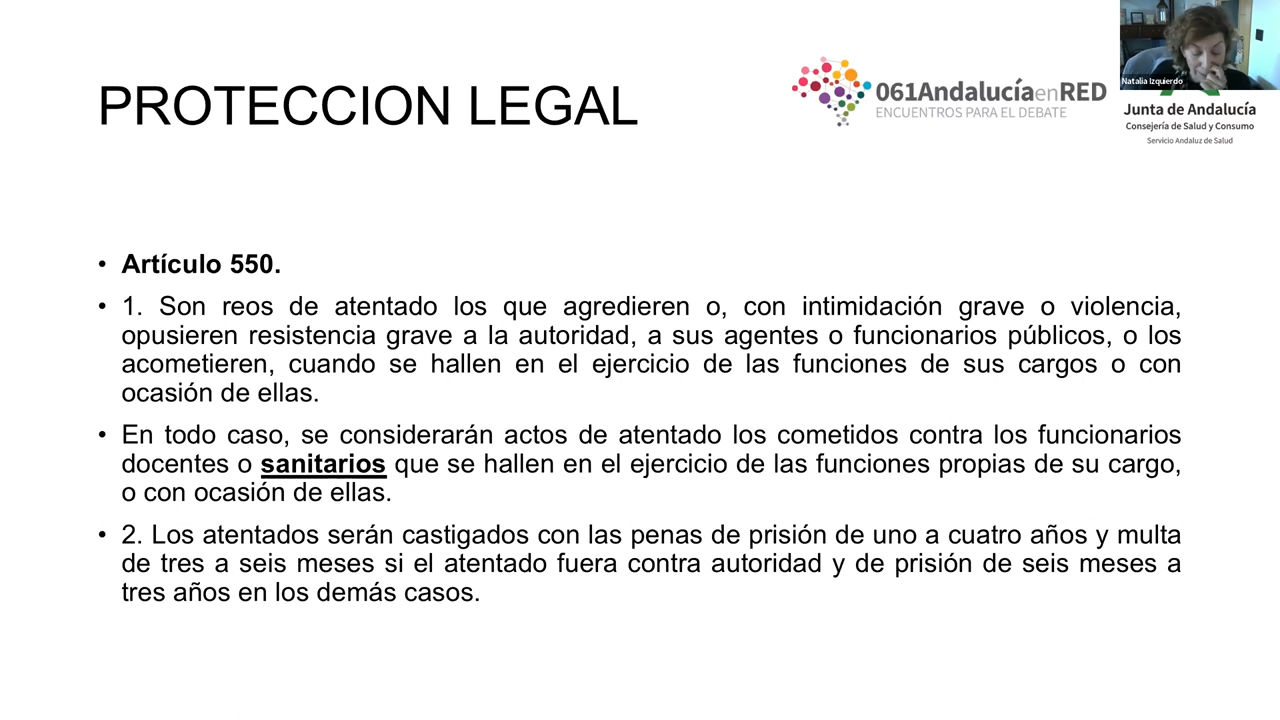 PROTECCION LEGAL
061AndalucíaenRED
ENCUENTROS PARA EL DEBATE
Natalia Izquierdo
Junta de Andalucía
Consejería de Salud y Consumo
Servicio Andaluz de Salud
• Artículo 550.
• 1. Son reos de atentado los que agredieren o, con intimidación grave o violencia,
opusieren resistencia grave a la autoridad, a sus agentes o funcionarios públicos, o los
acometieren, cuando se hallen en el ejercicio de las funciones de sus cargos o con
ocasión de ellas.
• En todo caso, se considerarán actos de atentado los cometidos contra los funcionarios
docentes o sanitarios que se hallen en el ejercicio de las funciones propias de su cargo,
o con ocasión de ellas.
• 2. Los atentados serán castigados con las penas de prisión de uno a cuatro años y multa
de tres a seis meses si el atentado fuera contra autoridad y de prisión de seis meses a
tres años en los demás casos.